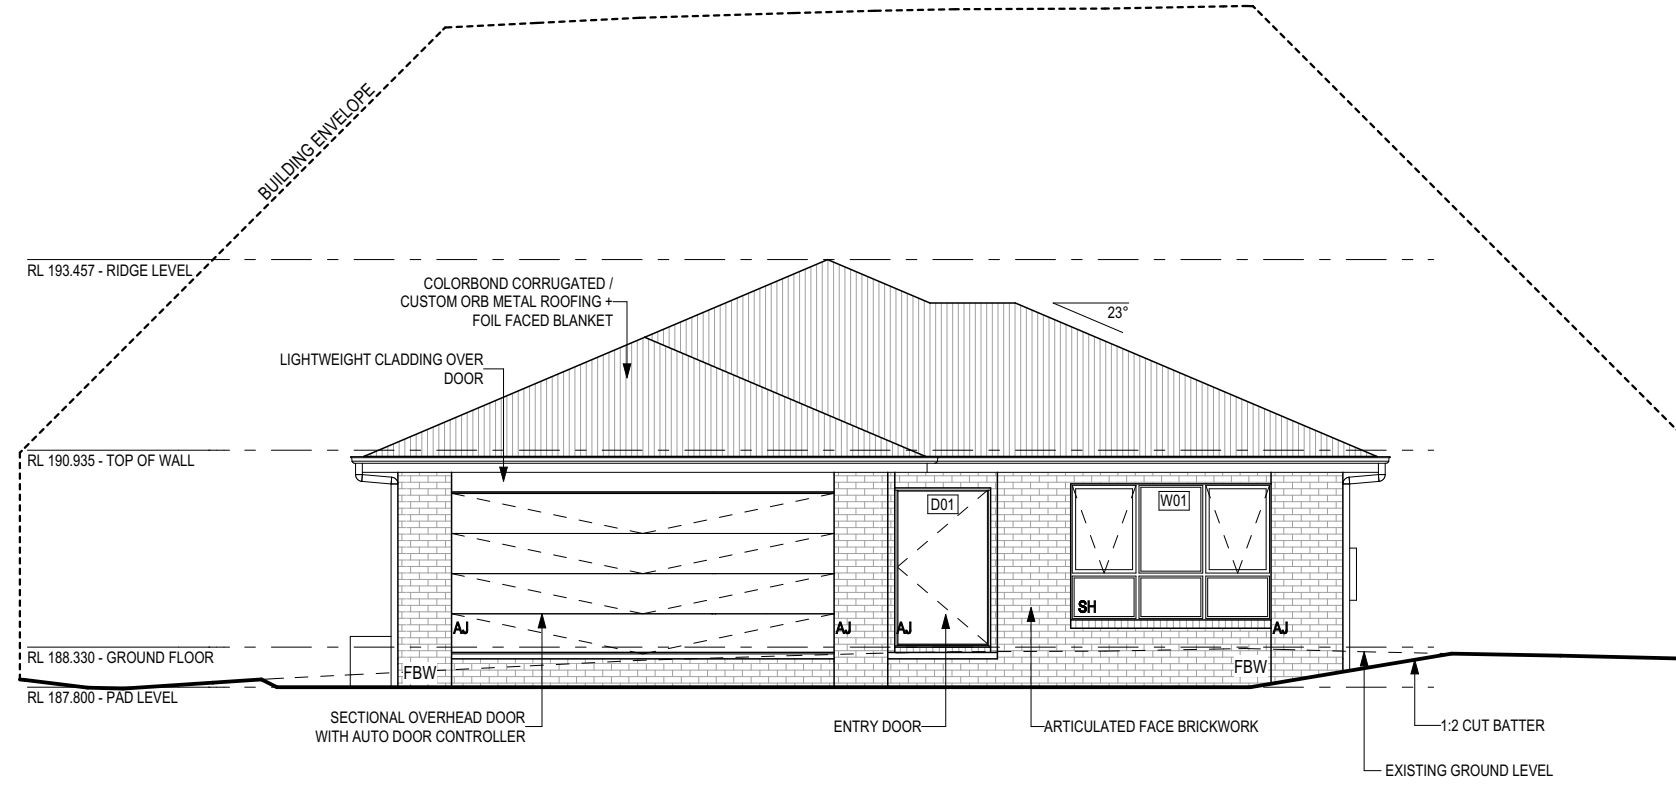 BUILDING ENVELOPE
RL 193.457 - RIDGE LEVEL
COLORBOND CORRUGATED /
CUSTOM ORB METAL ROOFING +
FOIL FACED BLANKET
23°
LIGHTWEIGHT CLADDING OVER
DOOR
RL 190.935 - TOP OF WALL
D01
W01
SH
AJ
AJ
AJ
AJ
RL 188.330 - GROUND FLOOR
FBW
FBW
RL 187.800 - PAD LEVEL
SECTIONAL OVERHEAD DOOR
WITH AUTO DOOR CONTROLLER
ENTRY DOOR
ARTICULATED FACE BRICKWORK
1:2 CUT BATTER
EXISTING GROUND LEVEL